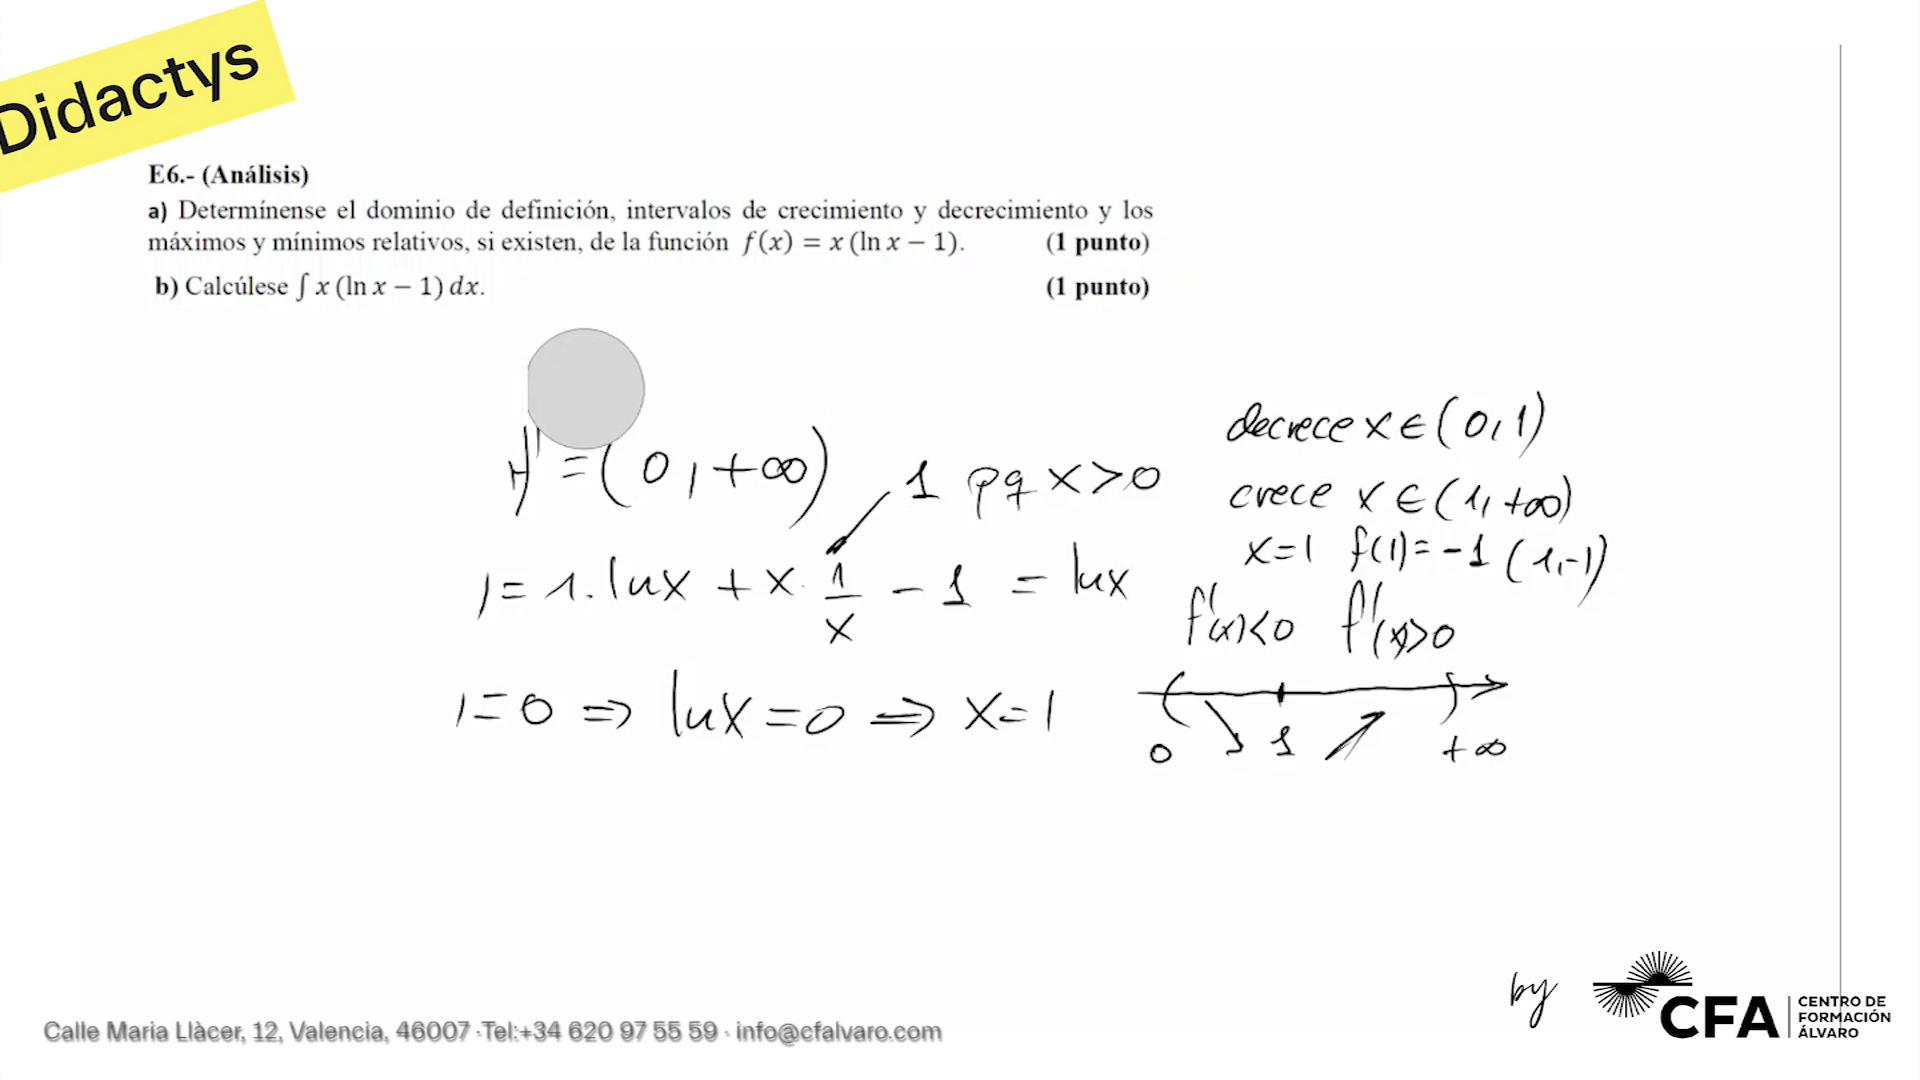 Didactys
E6.- (Análisis)
a) Determínense el dominio de definición, intervalos de crecimiento y decrecimiento y los
máximos y mínimos relativos, si existen, de la función f(x) = x (ln x − 1). (1 punto)
b) Calcúlese ∫ x (ln x − 1) dx. (1 punto)
= (0, +∞)
1 pq x>0
)= 1. lnx + x · 1/x − 1 = lnx
)=0 ⇒ lnx=0 ⇒ x=1
decrece x∈(0,1)
crece x∈(1,+∞)
x=1 f(1)=-1 (1,-1)
f'(x)<0 f'(x)>0
0 1 +∞
by
CFA CENTRO DE
FORMACIÓN
ÁLVARO
Calle Maria Llàcer, 12, Valencia, 46007 ·Tel:+34 620 97 55 59 · info@cfalvaro.com